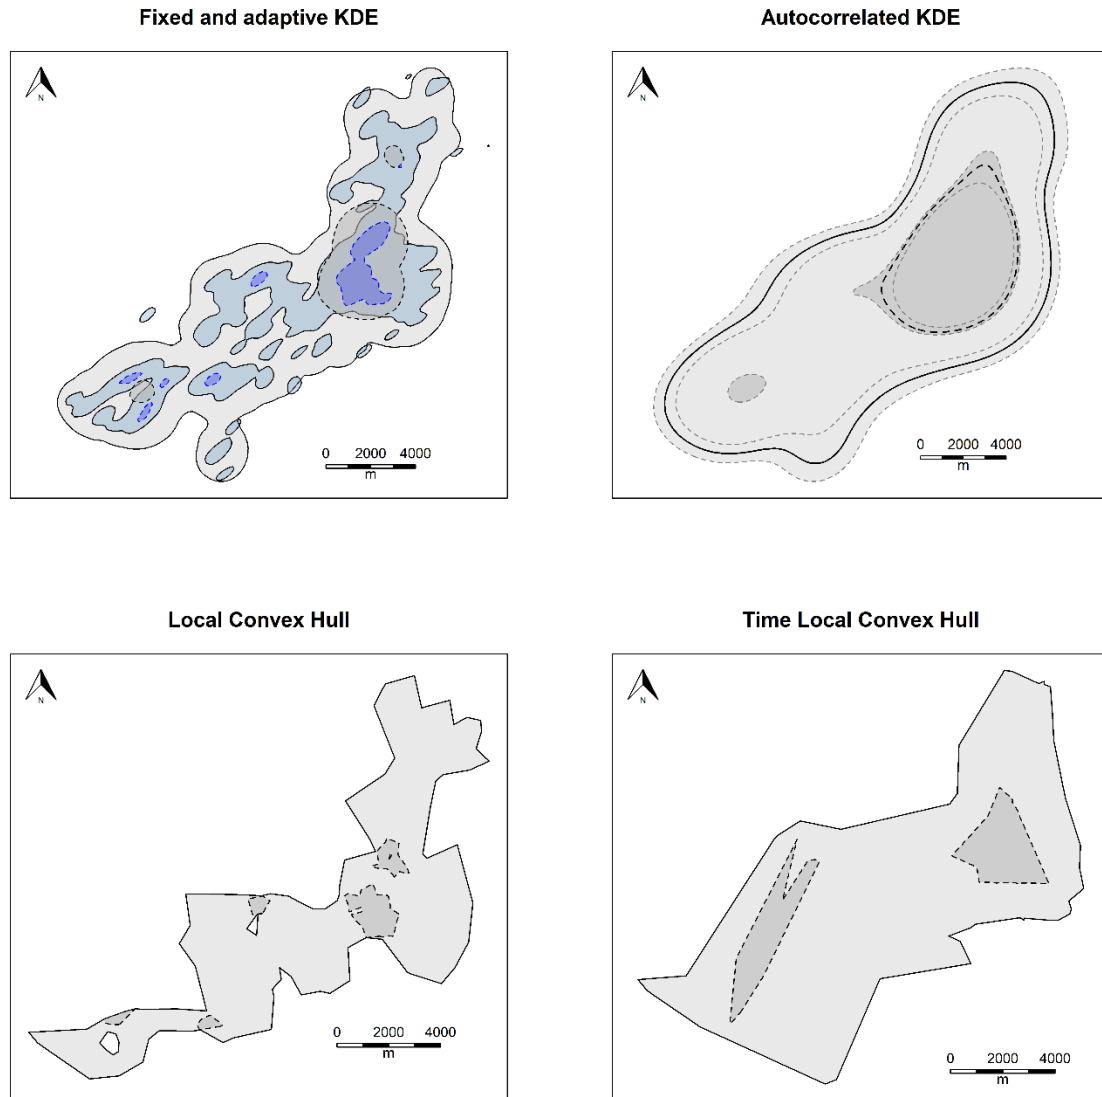 Fixed and adaptive KDE
Autocorrelated KDE
N
N
0 2000 4000
m
0 2000 4000
m
Local Convex Hull
Time Local Convex Hull
N
N
0 2000 4000
m
0 2000 4000
m